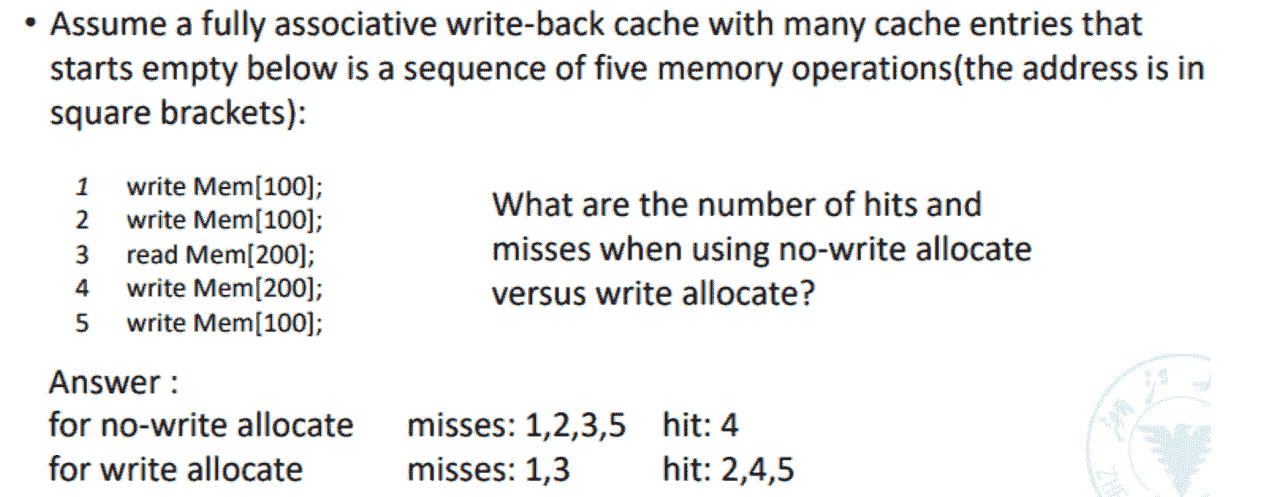 • Assume a fully associative write-back cache with many cache entries that
starts empty below is a sequence of five memory operations(the address is in
square brackets):
1 write Mem[100];
2 write Mem[100];
3 read Mem[200];
4 write Mem[200];
5 write Mem[100];
What are the number of hits and
misses when using no-write allocate
versus write allocate?
Answer :
for no-write allocate misses: 1,2,3,5 hit: 4
for write allocate misses: 1,3 hit: 2,4,5